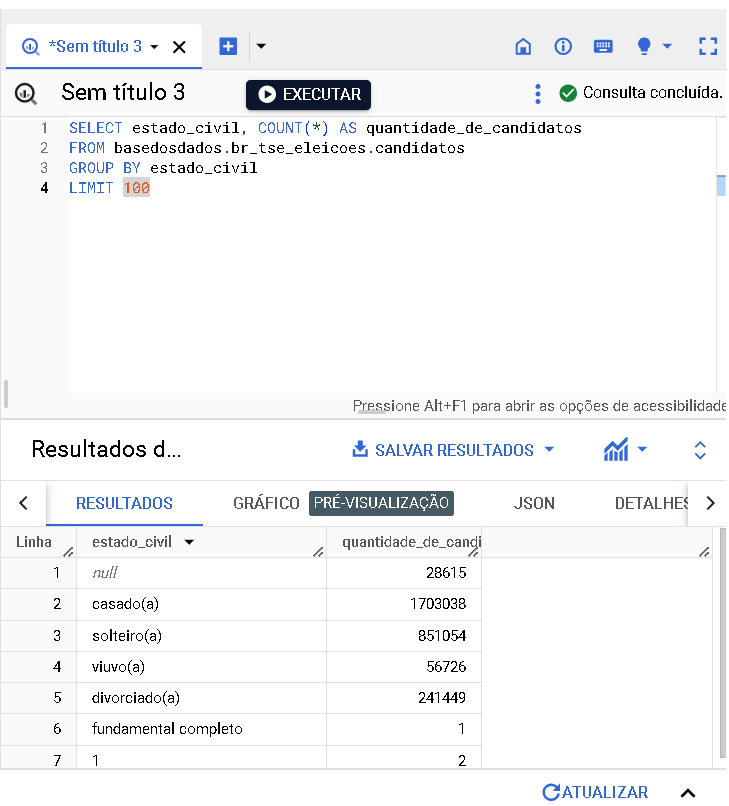 *Sem título 3
Sem título 3
EXECUTAR
Consulta concluída.
1 SELECT estado_civil, COUNT(*) AS quantidade_de_candidatos
2 FROM basedosdados.br_tse_eleicoes.candidatos
3 GROUP BY estado_civil
4 LIMIT 100
Pressione Alt+F1 para abrir as opções de acessibilidade
Resultados d...
SALVAR RESULTADOS
RESULTADOS GRÁFICO PRÉ-VISUALIZAÇÃO JSON DETALHES
Linha estado_civil quantidade_de_candi
1 null 28615
2 casado(a) 1703038
3 solteiro(a) 851054
4 viuvo(a) 56726
5 divorciado(a) 241449
6 fundamental completo 1
7 1 2
ATUALIZAR